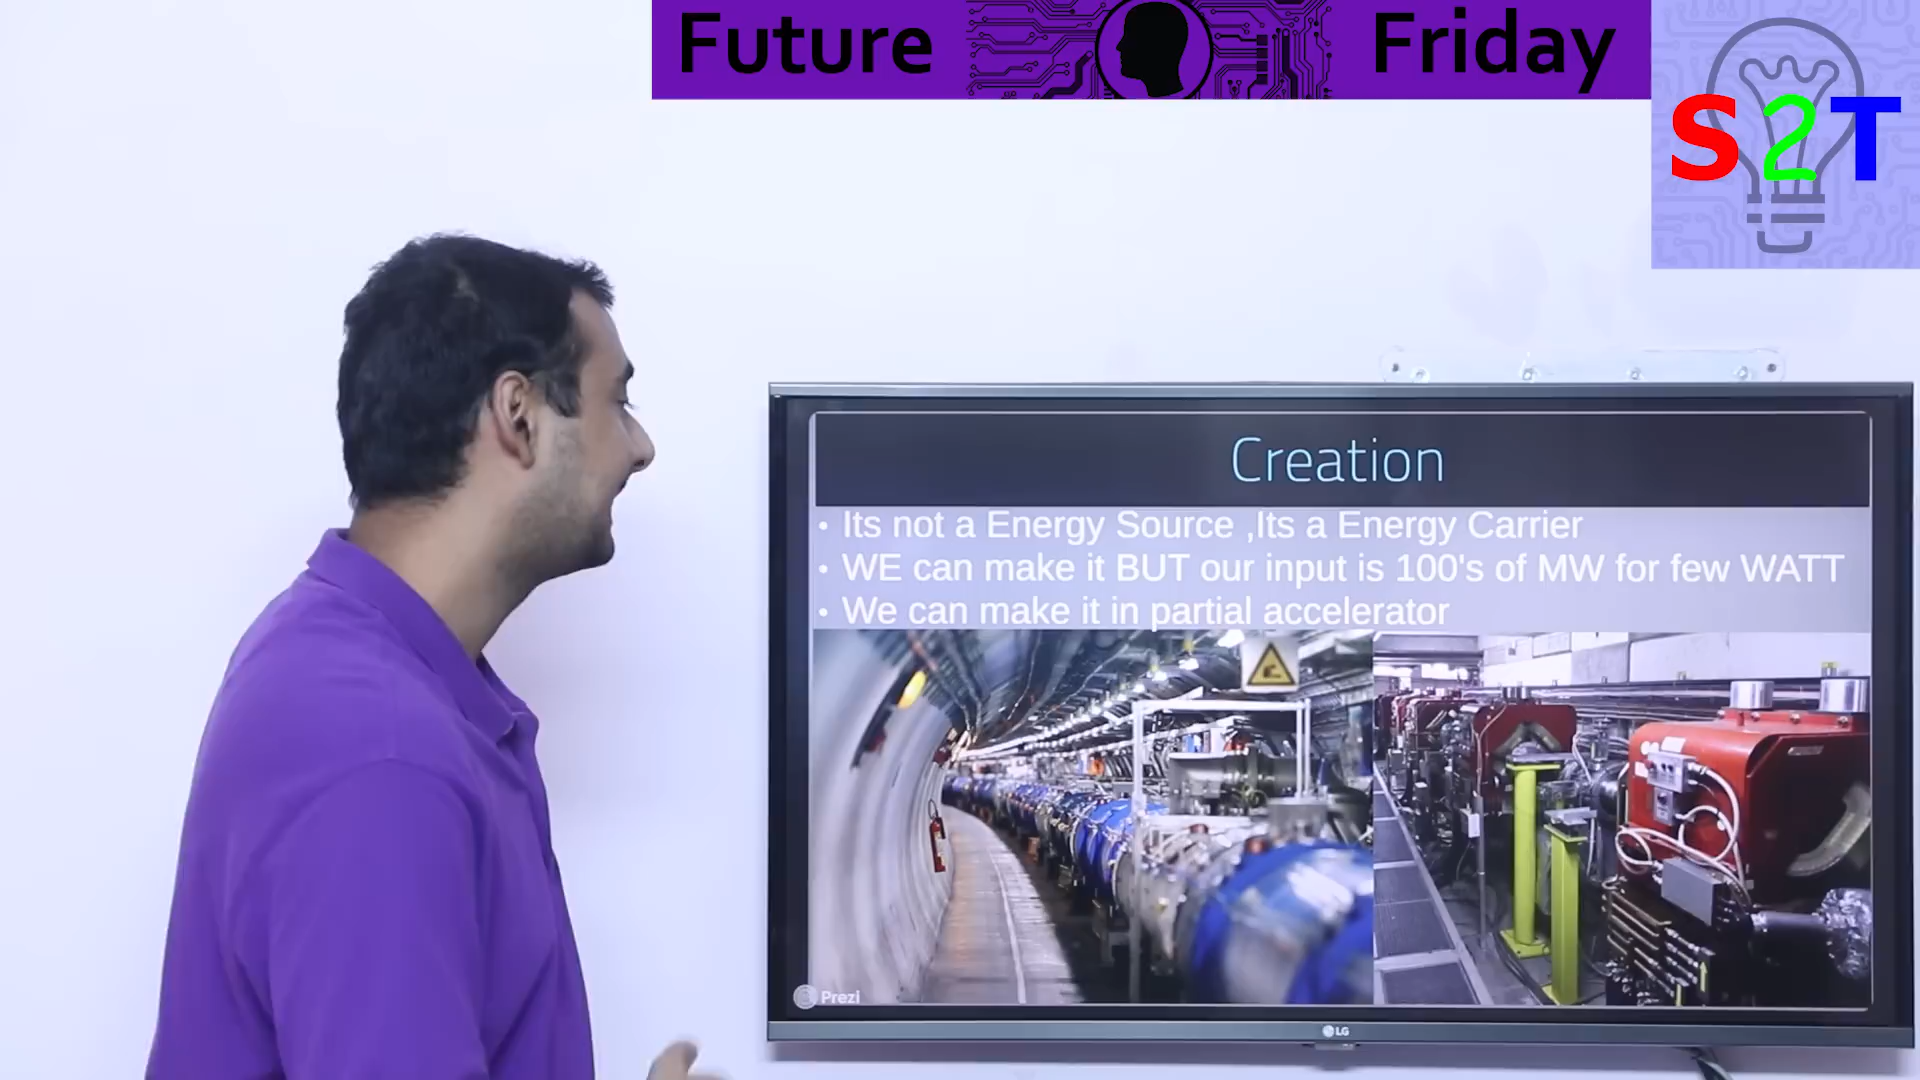 Future Friday
S2T
Creation
• Its not a Energy Source ,Its a Energy Carrier
• WE can make it BUT our input is 100's of MW for few WATT
• We can make it in partial accelerator
Prezi
LG